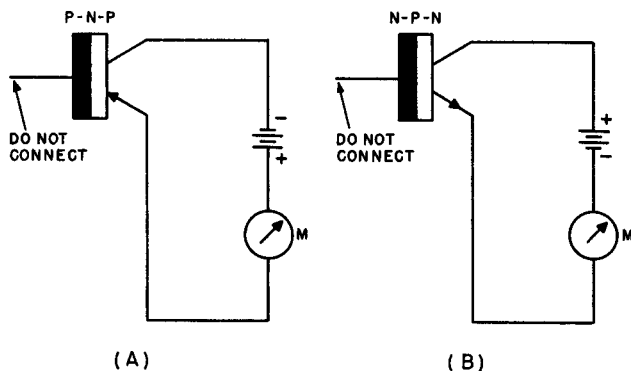 P-N-P
DO NOT
CONNECT
-
+
M
(A)
N-P-N
DO NOT
CONNECT
+
-
M
(B)